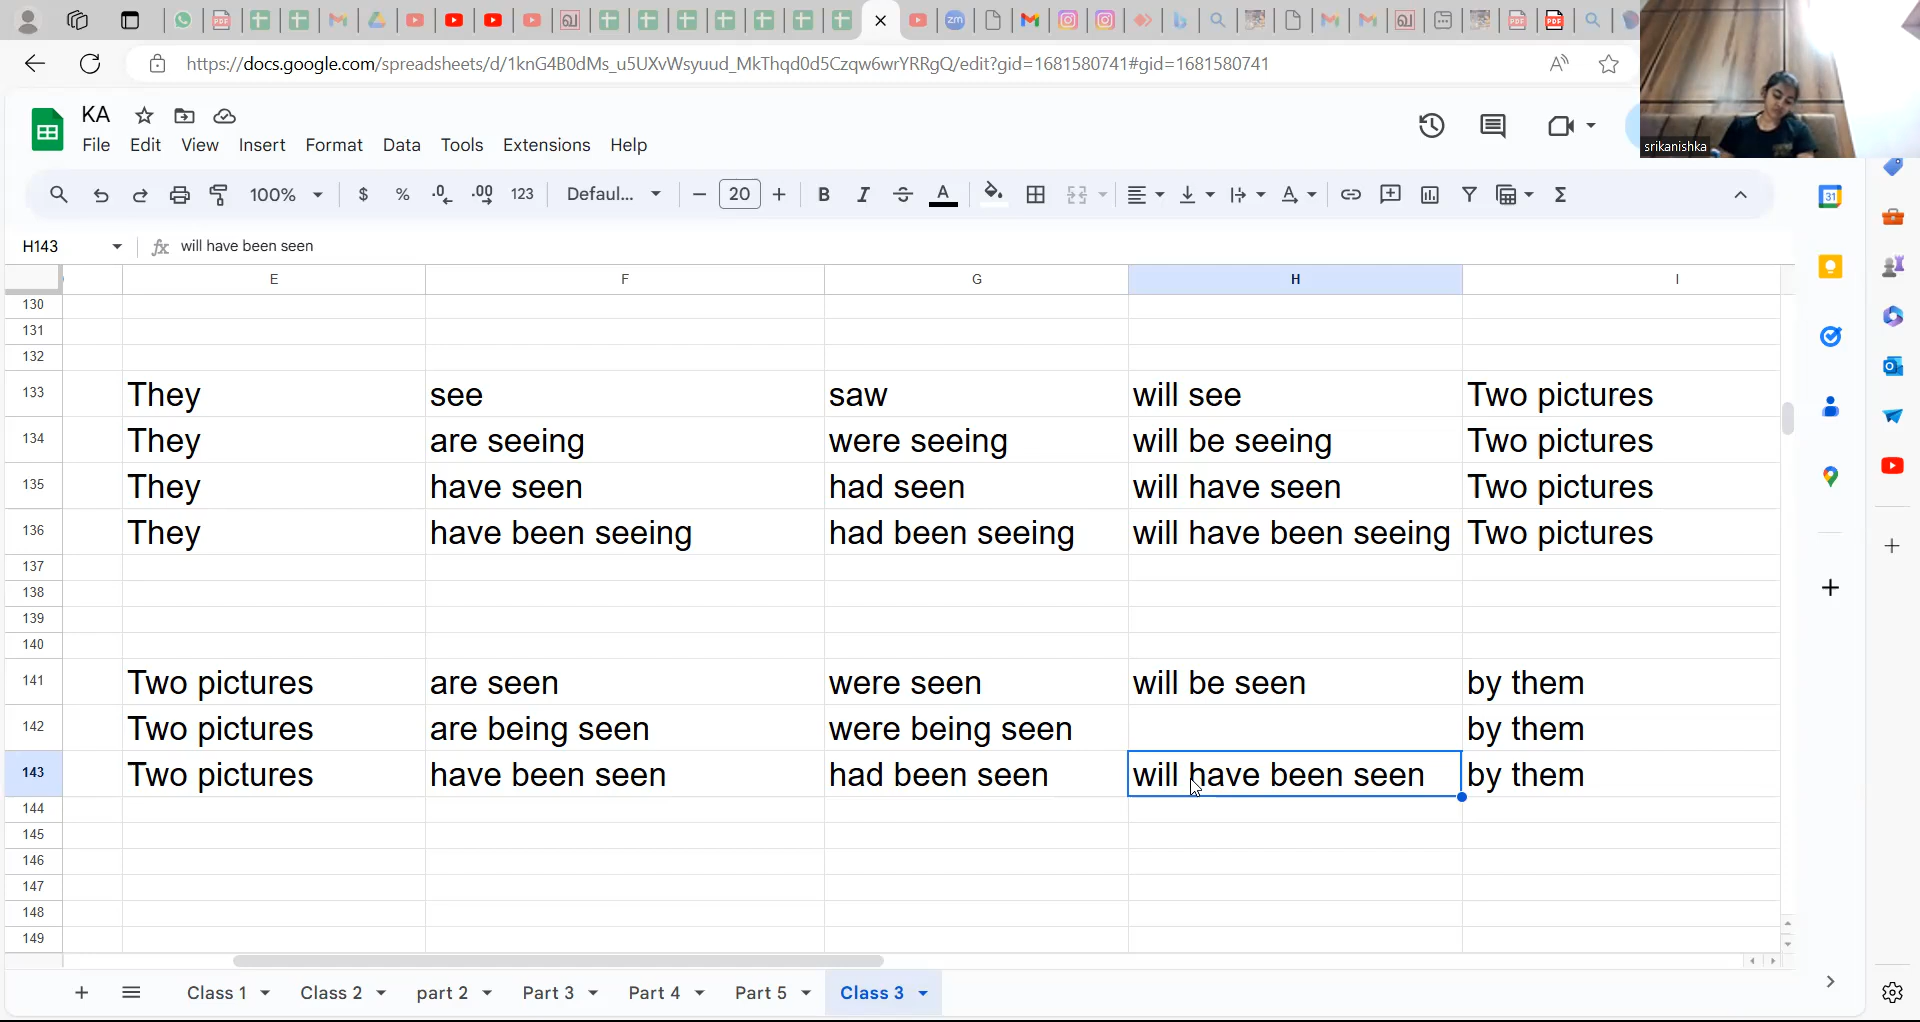 https://docs.google.com/spreadsheets/d/1knG4B0dMs_u5UXvWsyuud_MkThqd0d5Czqw6wrYRRgQ/edit?gid=1681580741#gid=1681580741
KA
File Edit View Insert Format Data Tools Extensions Help
srikanishka
100% $ % .0 .00 123 Defaul... 20 B I S A
H143 fx will have been seen
E F G H I
130
131
132
133 They see saw will see Two pictures
134 They are seeing were seeing will be seeing Two pictures
135 They have seen had seen will have seen Two pictures
136 They have been seeing had been seeing will have been seeing Two pictures
137
138
139
140
141 Two pictures are seen were seen will be seen by them
142 Two pictures are being seen were being seen by them
143 Two pictures have been seen had been seen will have been seen by them
144
145
146
147
148
149
Class 1 Class 2 part 2 Part 3 Part 4 Part 5 Class 3